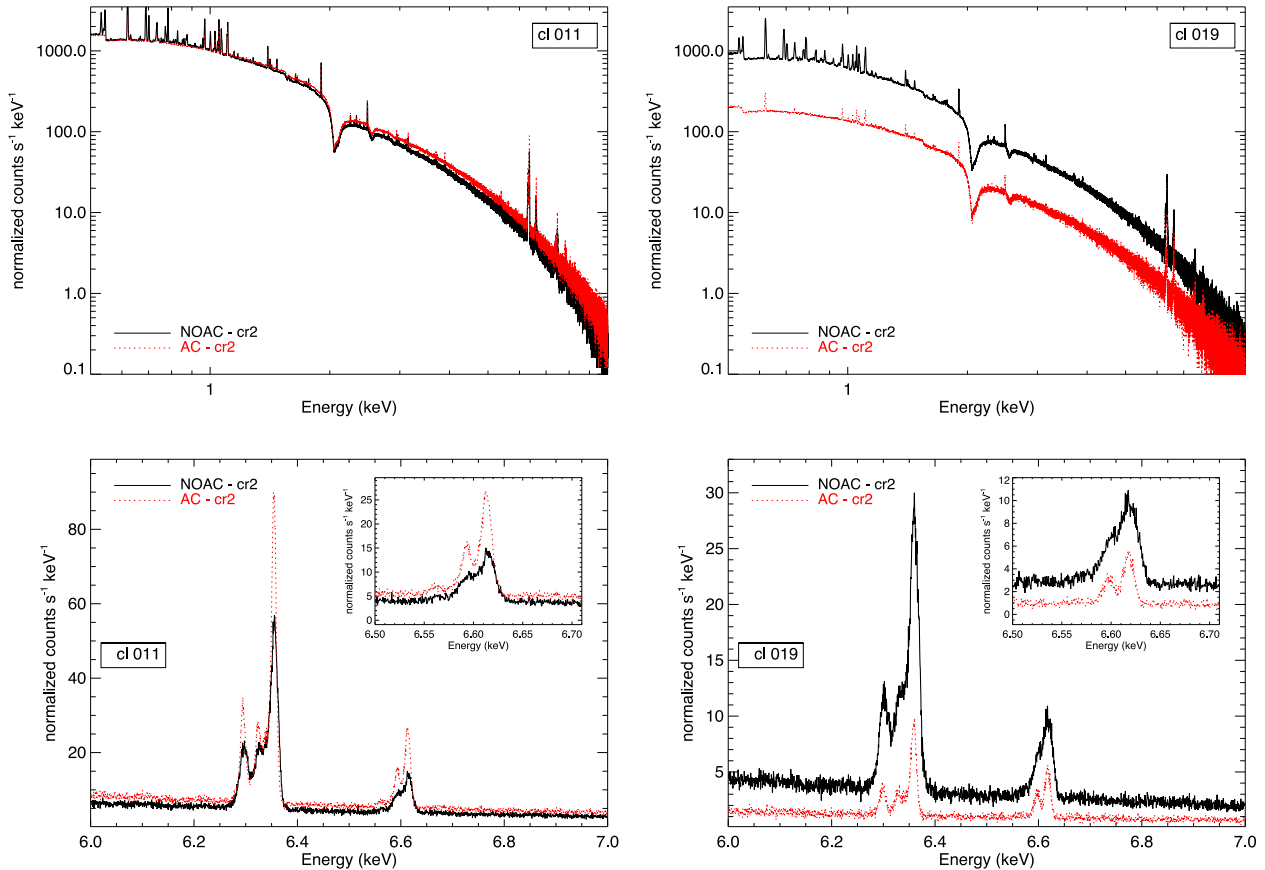 cl 011
1000.0
100.0
10.0
1.0
0.1
normalized counts s⁻¹ keV⁻¹
NOAC - cr2
AC - cr2
1
Energy (keV)
cl 019
1000.0
100.0
10.0
1.0
0.1
normalized counts s⁻¹ keV⁻¹
NOAC - cr2
AC - cr2
1
Energy (keV)
NOAC - cr2
AC - cr2
cl 011
80
60
40
20
normalized counts s⁻¹ keV⁻¹
6.0 6.2 6.4 6.6 6.8 7.0
Energy (keV)
25
20
15
10
5
0
normalized counts s⁻¹ keV⁻¹
6.50 6.55 6.60 6.65 6.70
Energy (keV)
NOAC - cr2
AC - cr2
cl 019
30
25
20
15
10
5
normalized counts s⁻¹ keV⁻¹
6.0 6.2 6.4 6.6 6.8 7.0
Energy (keV)
12
10
8
6
4
2
0
normalized counts s⁻¹ keV⁻¹
6.50 6.55 6.60 6.65 6.70
Energy (keV)